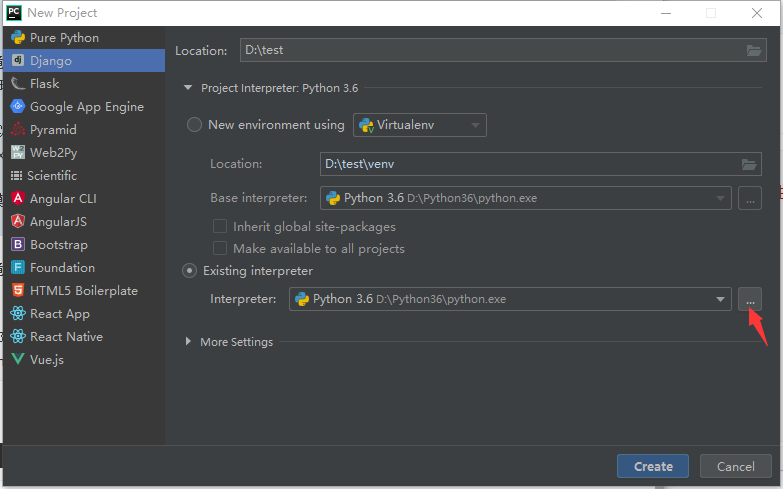 New Project
Pure Python
Django
Flask
Google App Engine
Pyramid
Web2Py
Scientific
Angular CLI
AngularJS
Bootstrap
Foundation
HTML5 Boilerplate
React App
React Native
Vue.js
Location: D:\test
Project Interpreter: Python 3.6
New environment using Virtualenv
Location: D:\test\venv
Base interpreter: Python 3.6 D:\Python36\python.exe ...
Inherit global site-packages
Make available to all projects
Existing interpreter
Interpreter: Python 3.6 D:\Python36\python.exe ...
More Settings
Create Cancel